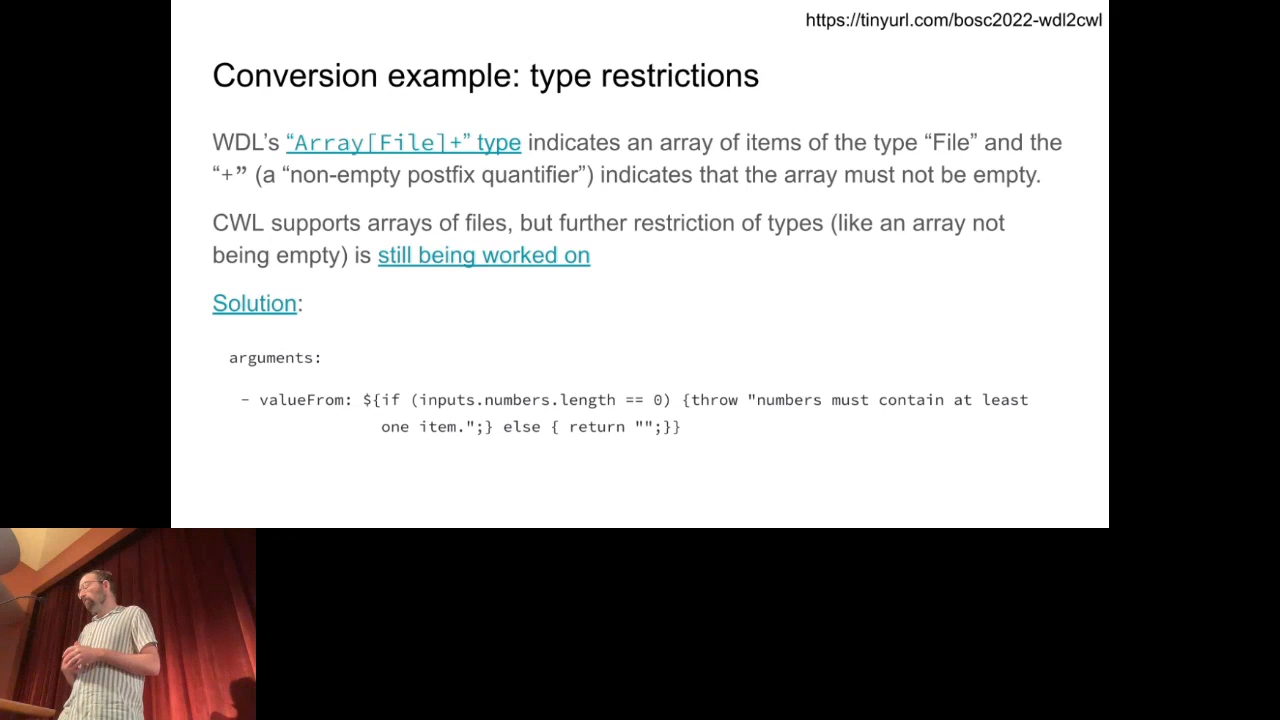 https://tinyurl.com/bosc2022-wdl2cwl
Conversion example: type restrictions
WDL’s “Array[File]+” type indicates an array of items of the type “File” and the
“+” (a “non-empty postfix quantifier”) indicates that the array must not be empty.
CWL supports arrays of files, but further restriction of types (like an array not
being empty) is still being worked on
Solution:
arguments:
- valueFrom: ${if (inputs.numbers.length == 0) {throw "numbers must contain at least
one item.";} else { return "";}}